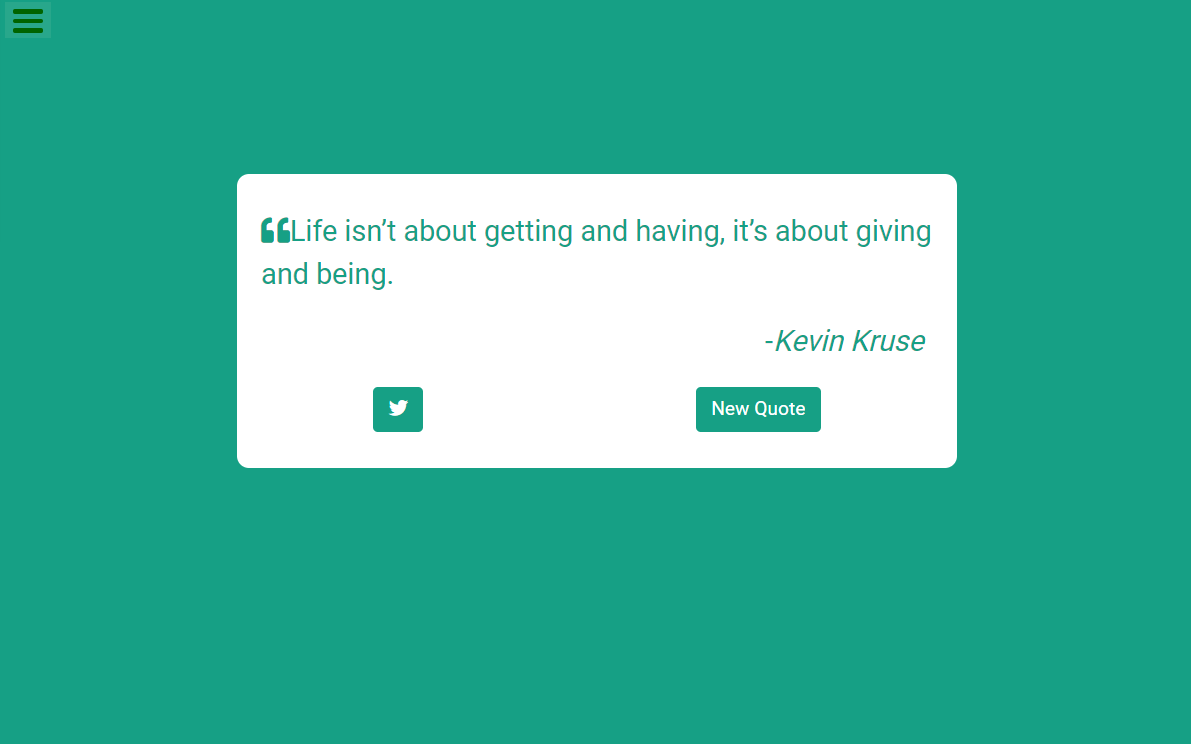 “Life isn’t about getting and having, it’s about giving
and being.
-Kevin Kruse
New Quote